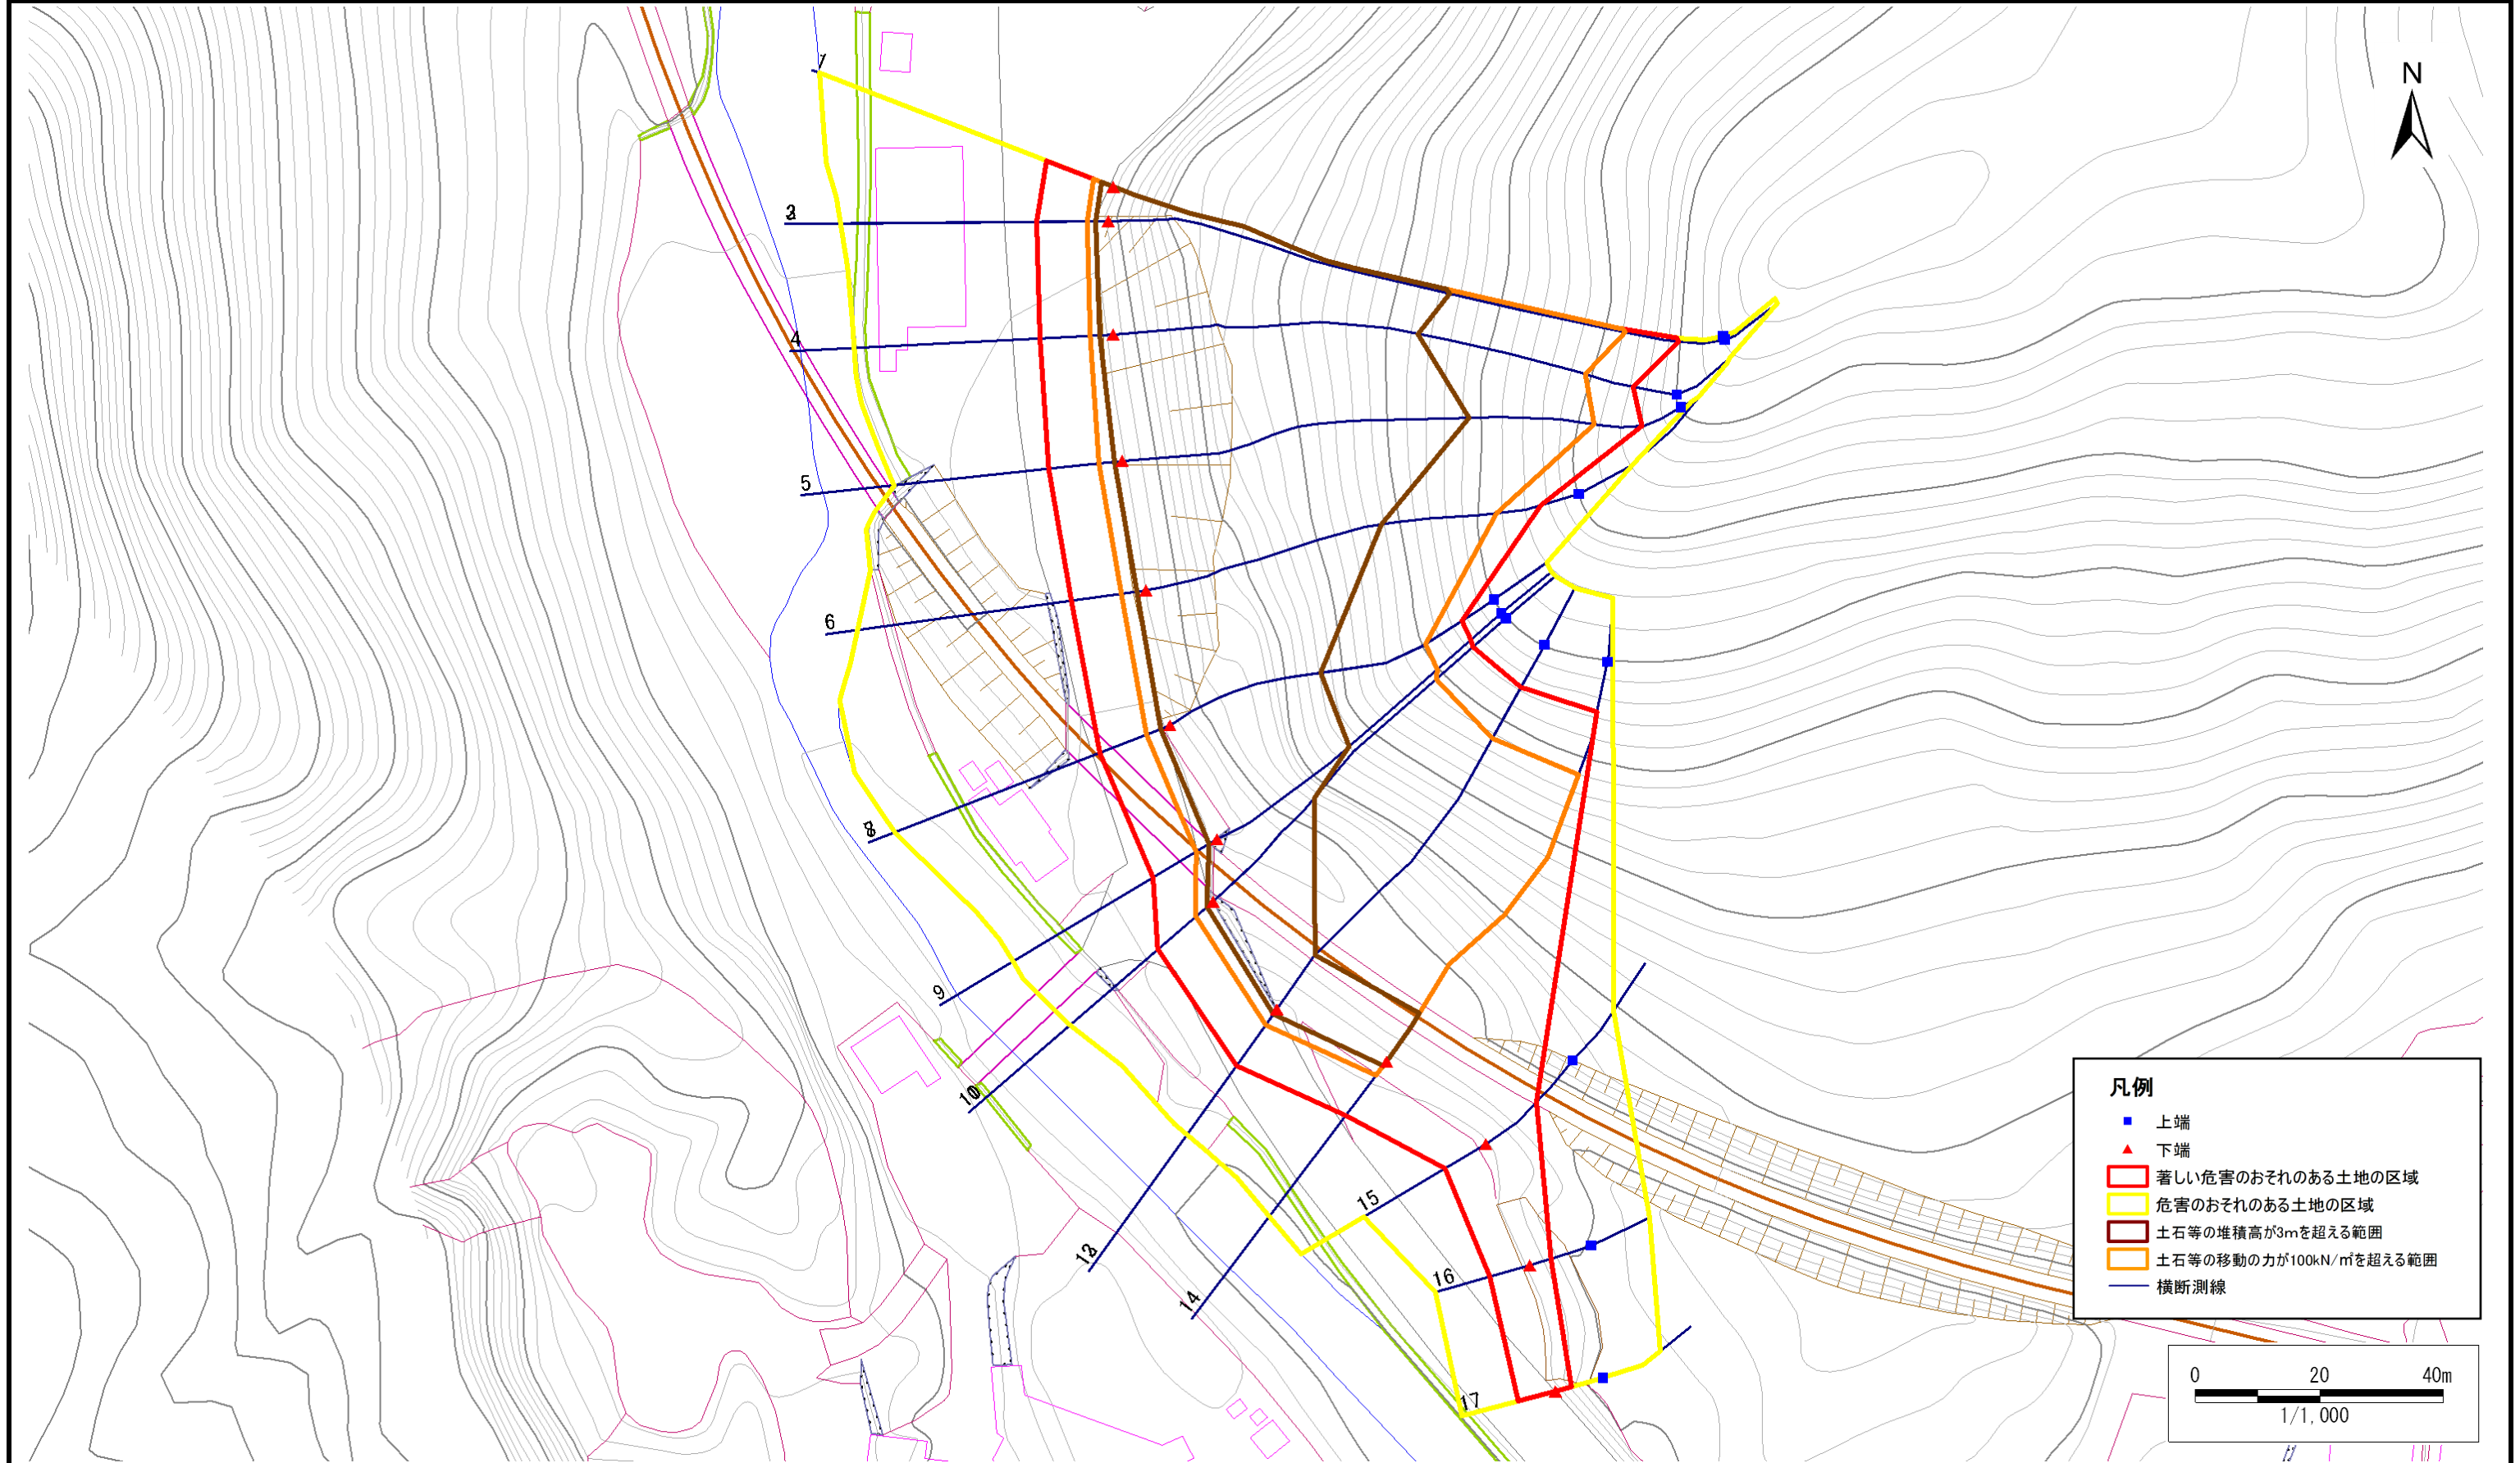 N
1
3
4
5
6
8
9
10
12
14
15
16
17
凡例
上端
下端
著しい危害のおそれのある土地の区域
危害のおそれのある土地の区域
土石等の堆積高が3mを超える範囲
土石等の移動の力が100kN/㎡を超える範囲
横断測線
0 20 40m
1/1,000